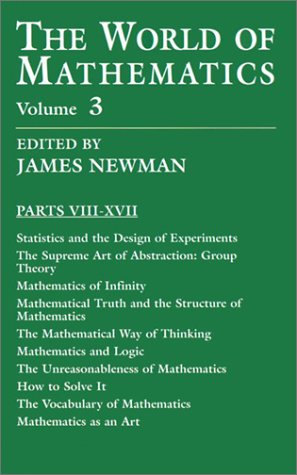 The World of
Mathematics
Volume 3
EDITED BY
JAMES NEWMAN
PARTS VIII-XVII
Statistics and the Design of Experiments
The Supreme Art of Abstraction: Group
Theory
Mathematics of Infinity
Mathematical Truth and the Structure of
Mathematics
The Mathematical Way of Thinking
Mathematics and Logic
The Unreasonableness of Mathematics
How to Solve It
The Vocabulary of Mathematics
Mathematics as an Art